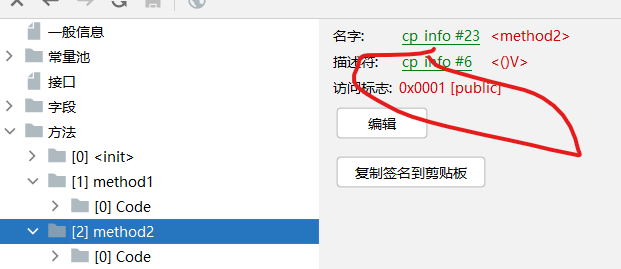 一般信息
常量池
接口
字段
方法
[0] <init>
[1] method1
[0] Code
[2] method2
[0] Code
名字: cp_info #23 <method2>
描述符: cp_info #6 <()V>
访问标志: 0x0001 [public]
编辑
复制签名到剪贴板